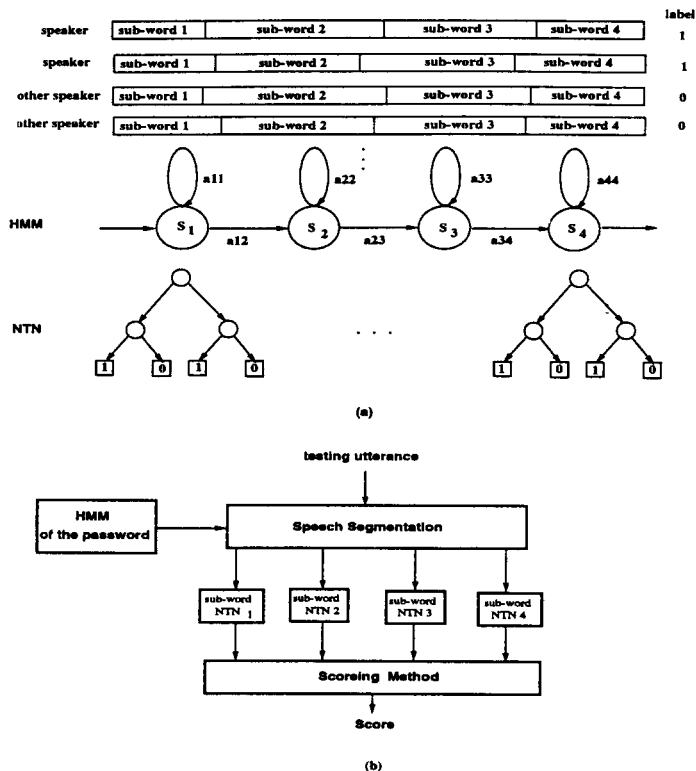 label
speaker sub-word 1 sub-word 2 sub-word 3 sub-word 4 1
speaker sub-word 1 sub-word 2 sub-word 3 sub-word 4 1
other speaker sub-word 1 sub-word 2 sub-word 3 sub-word 4 0
other speaker sub-word 1 sub-word 2 sub-word 3 sub-word 4 0
a11 a22 a33 a44
HMM S1 S2 S3 S4
a12 a23 a34
NTN . . .
1 0 1 0 1 0 1 0
(a)
testing utterance
HMM
of the password
Speech Segmentation
sub-word
NTN 1
sub-word
NTN 2
sub-word
NTN 3
sub-word
NTN 4
Scoreing Method
Score
(b)